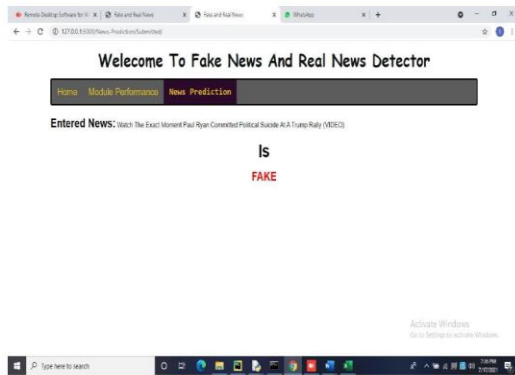 Remote Desktop Software for W
Fake and Real News
Fake and Real News
WhatsApp
127.0.0.1:5000/News-Prediction(Submitted)
Welecome To Fake News And Real News Detector
Home Module Performance News Prediction
Entered News: Watch The Exact Moment Paul Ryan Committed Political Suicide At A Trump Rally (VIDEO)
Is
FAKE
Activate Windows
Go to Settings to activate Windows.
Type here to search
7:36 PM